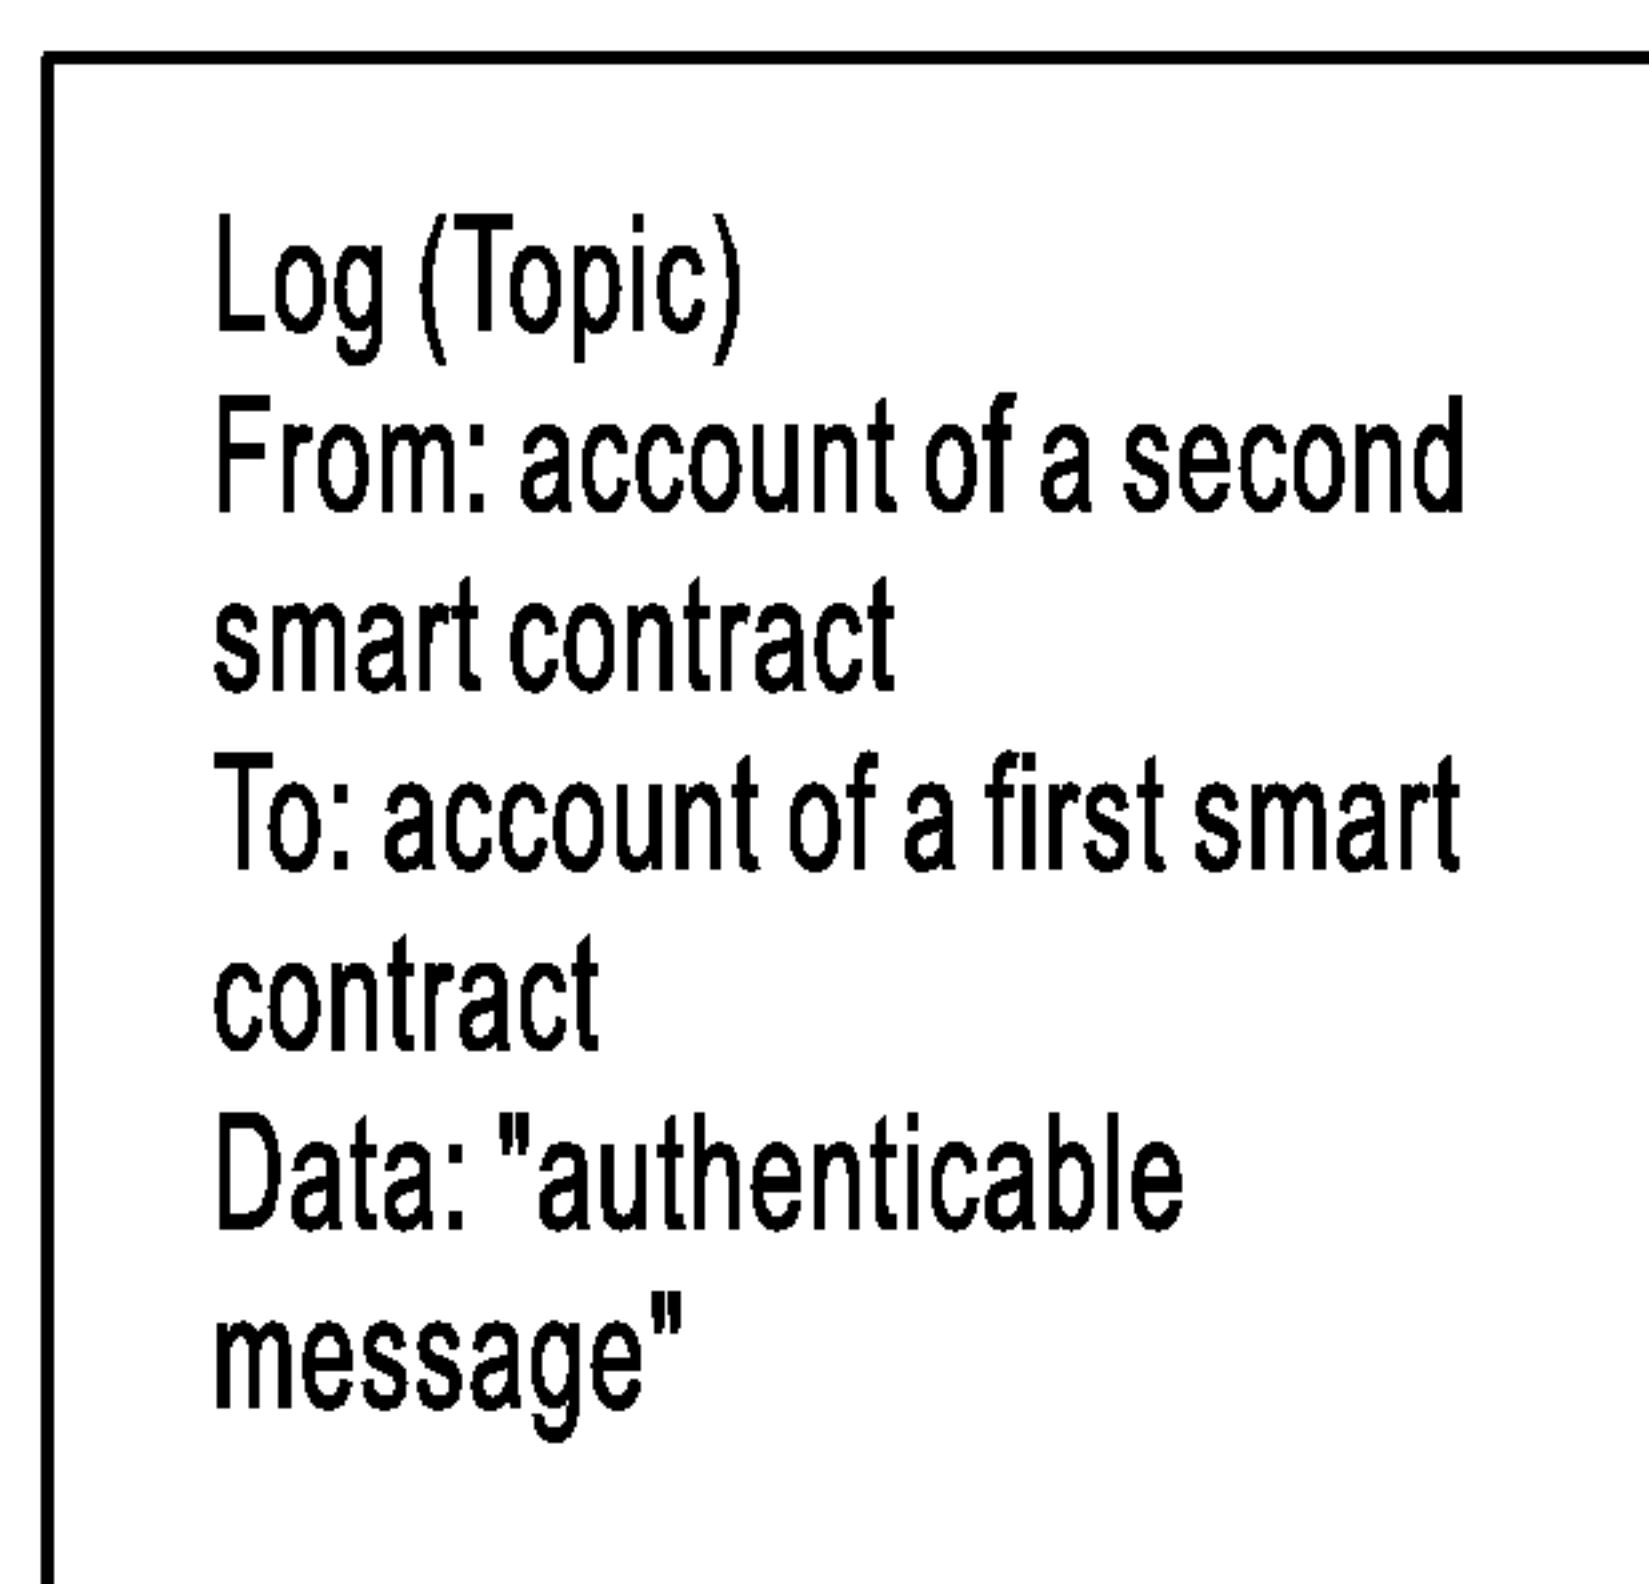 Log (Topic)
From: account of a second
smart contract
To: account of a first smart
contract
Data: "authenticable
message"